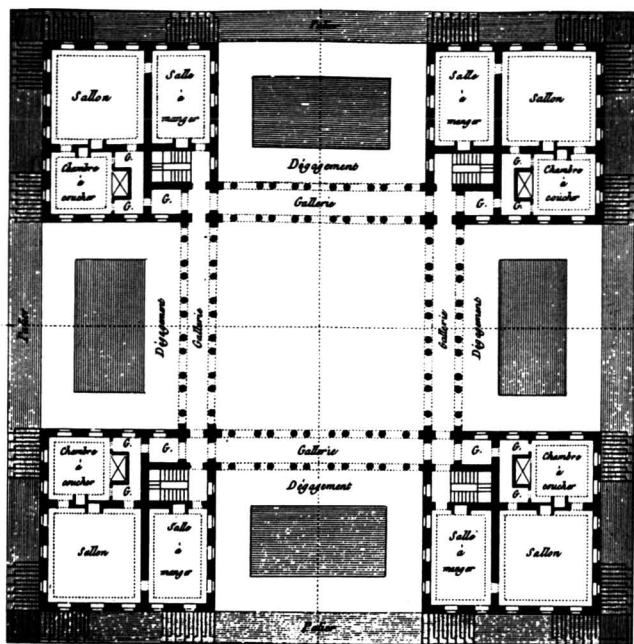 Sallon
Salle
à
manger
Salle
à
manger
Sallon
Dégagement
Chambre
à
coucher
G.
G.
G.
Gallerie
G.
G.
G.
Chambre
à
coucher
Dégagement
Gallerie
Gallerie
Dégagement
Chambre
à
coucher
G.
G.
G.
Gallerie
G.
G.
G.
Chambre
à
coucher
Dégagement
Sallon
Salle
à
manger
Salle
à
manger
Sallon